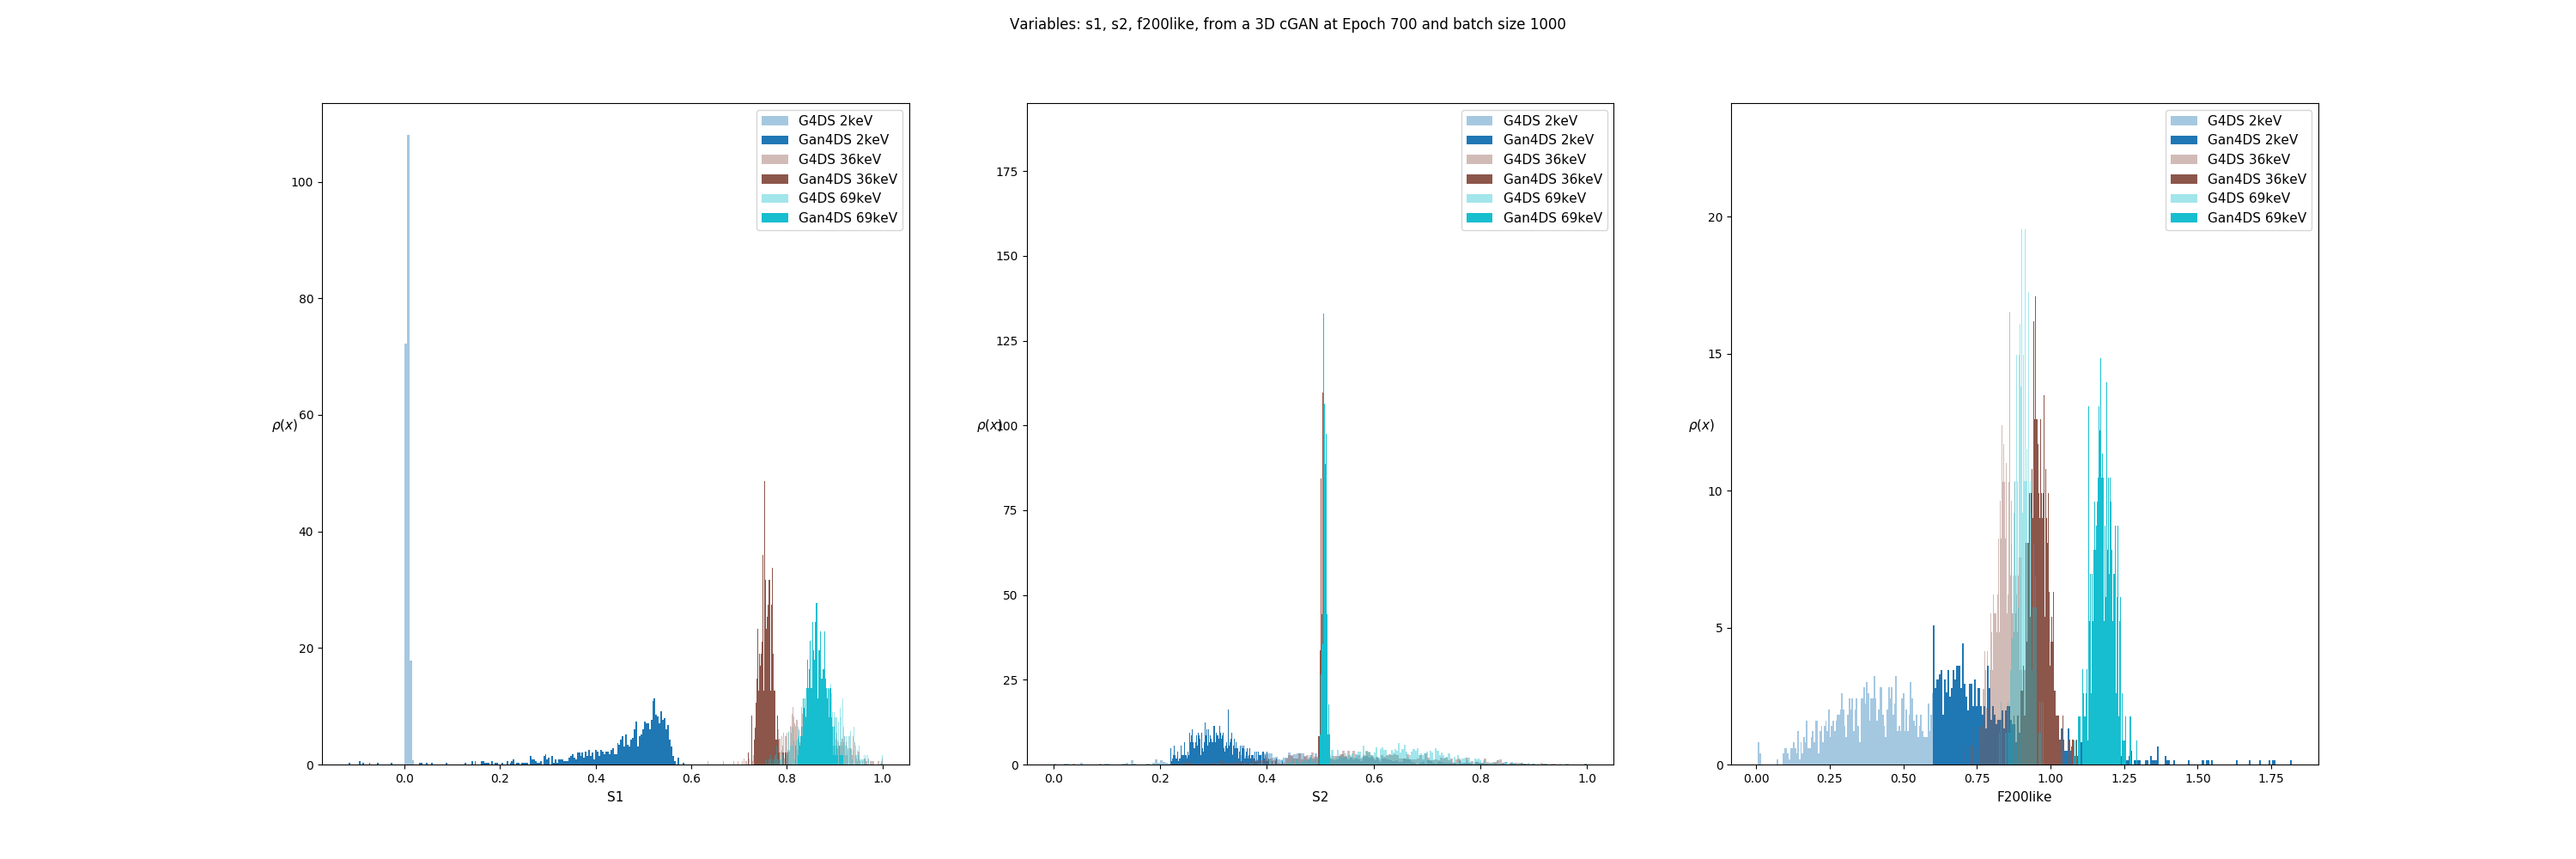 Variables: s1, s2, f200like, from a 3D cGAN at Epoch 700 and batch size 1000
G4DS 2keV
Gan4DS 2keV
G4DS 36keV
Gan4DS 36keV
G4DS 69keV
Gan4DS 69keV
100
80
60
40
20
0
ρ(x)
0.0 0.2 0.4 0.6 0.8 1.0
S1
G4DS 2keV
Gan4DS 2keV
G4DS 36keV
Gan4DS 36keV
G4DS 69keV
Gan4DS 69keV
175
150
125
100
75
50
25
0
ρ(x)
0.0 0.2 0.4 0.6 0.8 1.0
S2
G4DS 2keV
Gan4DS 2keV
G4DS 36keV
Gan4DS 36keV
G4DS 69keV
Gan4DS 69keV
20
15
10
5
0
ρ(x)
0.00 0.25 0.50 0.75 1.00 1.25 1.50 1.75
F200like